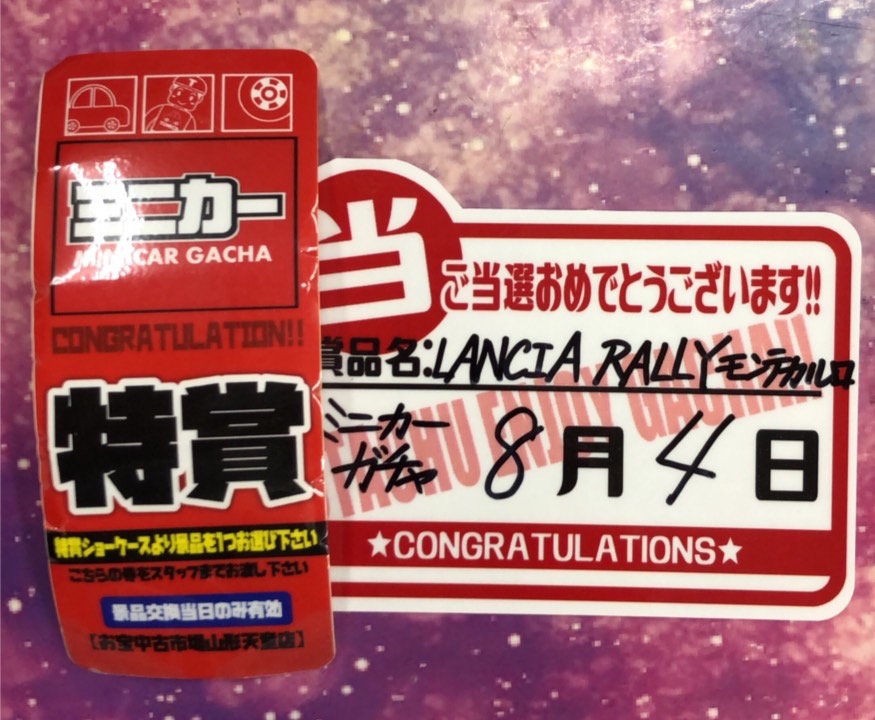 ミニカー
MINICAR GACHA
CONGRATULATION!!
特賞
特賞ショーケースより景品を1つお選び下さい
こちらの券をスタッフまでお渡し下さい
景品交換当日のみ有効
【お宝中古市場山形天童店】
当
ご当選おめでとうございます!!
賞品名:LANCIA RALLY モンテカルロ
ミニカー
ガチャ
8月4日
ENJOY GACHA
★CONGRATULATIONS★